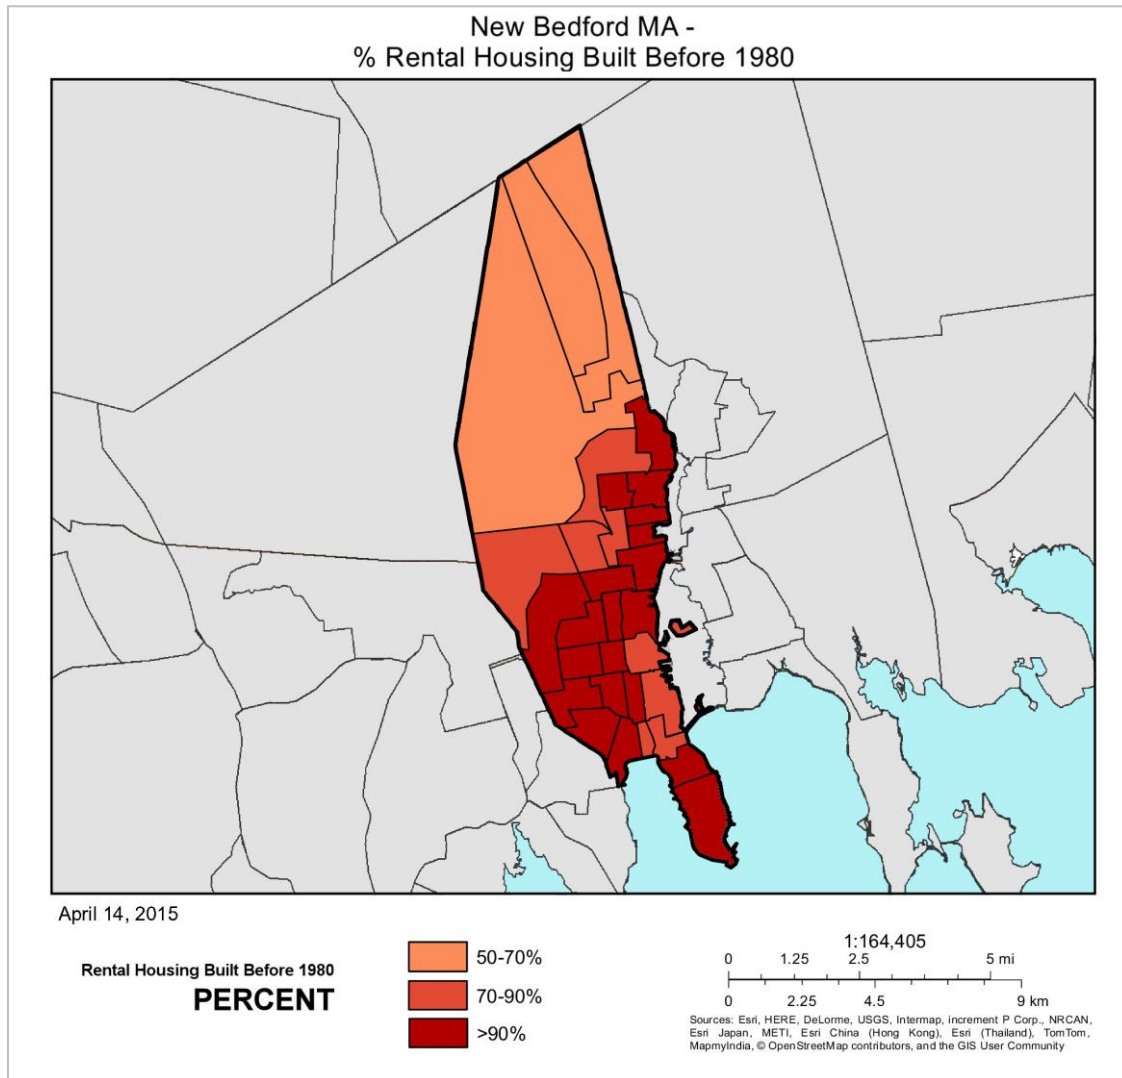 New Bedford MA -
% Rental Housing Built Before 1980
April 14, 2015
Rental Housing Built Before 1980
PERCENT
50-70%
70-90%
>90%
1:164,405
0 1.25 2.5 5 mi
0 2.25 4.5 9 km
Sources: Esri, HERE, DeLorme, USGS, Intermap, increment P Corp., NRCAN,
Esri Japan, METI, Esri China (Hong Kong), Esri (Thailand), TomTom,
MapmyIndia, © OpenStreetMap contributors, and the GIS User Community